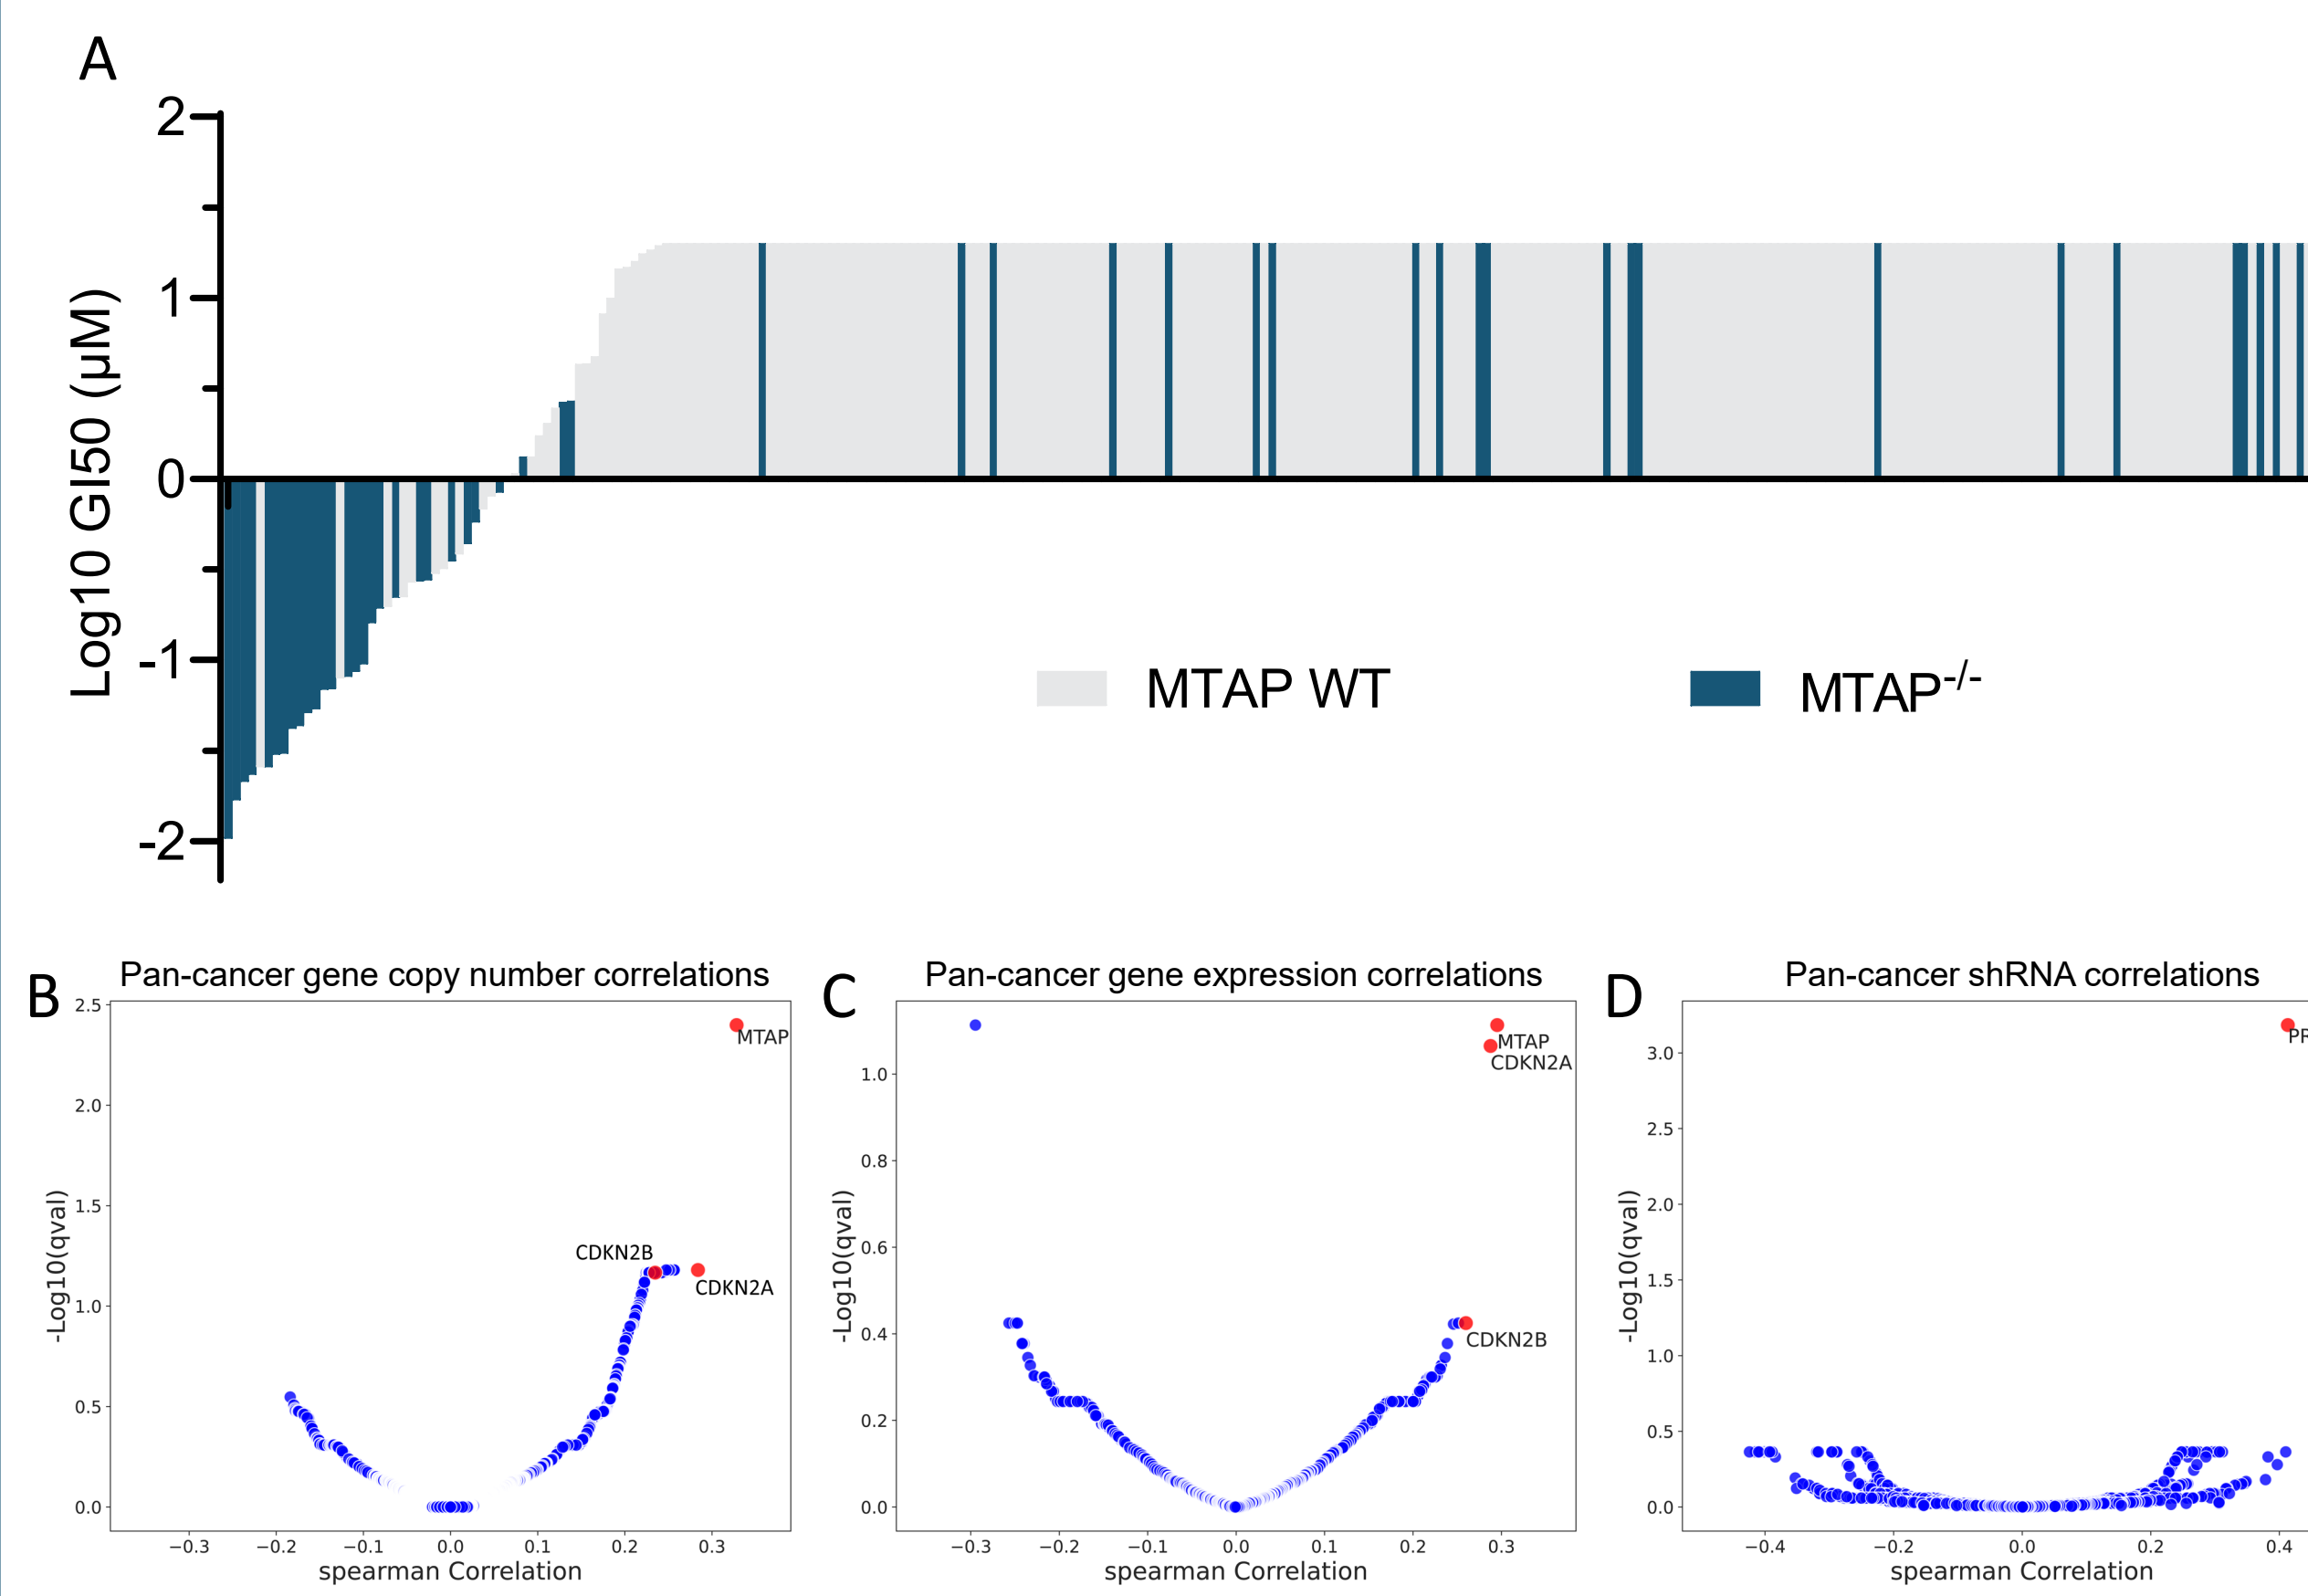 A
2
1
0
-1
-2
Log10 GI50 (µM)
MTAP WT
MTAP-/-
B
Pan-cancer gene copy number correlations
2.5
2.0
1.5
1.0
0.5
0.0
-Log10(qval)
MTAP
CDKN2B
CDKN2A
−0.3 −0.2 −0.1 0.0 0.1 0.2 0.3
spearman Correlation
C
Pan-cancer gene expression correlations
1.0
0.8
0.6
0.4
0.2
0.0
-Log10(qval)
MTAP
CDKN2A
CDKN2B
−0.3 −0.2 −0.1 0.0 0.1 0.2 0.3
spearman Correlation
D
Pan-cancer shRNA correlations
3.0
2.5
2.0
1.5
1.0
0.5
0.0
-Log10(qval)
−0.4 −0.2 0.0 0.2 0.4
spearman Correlation